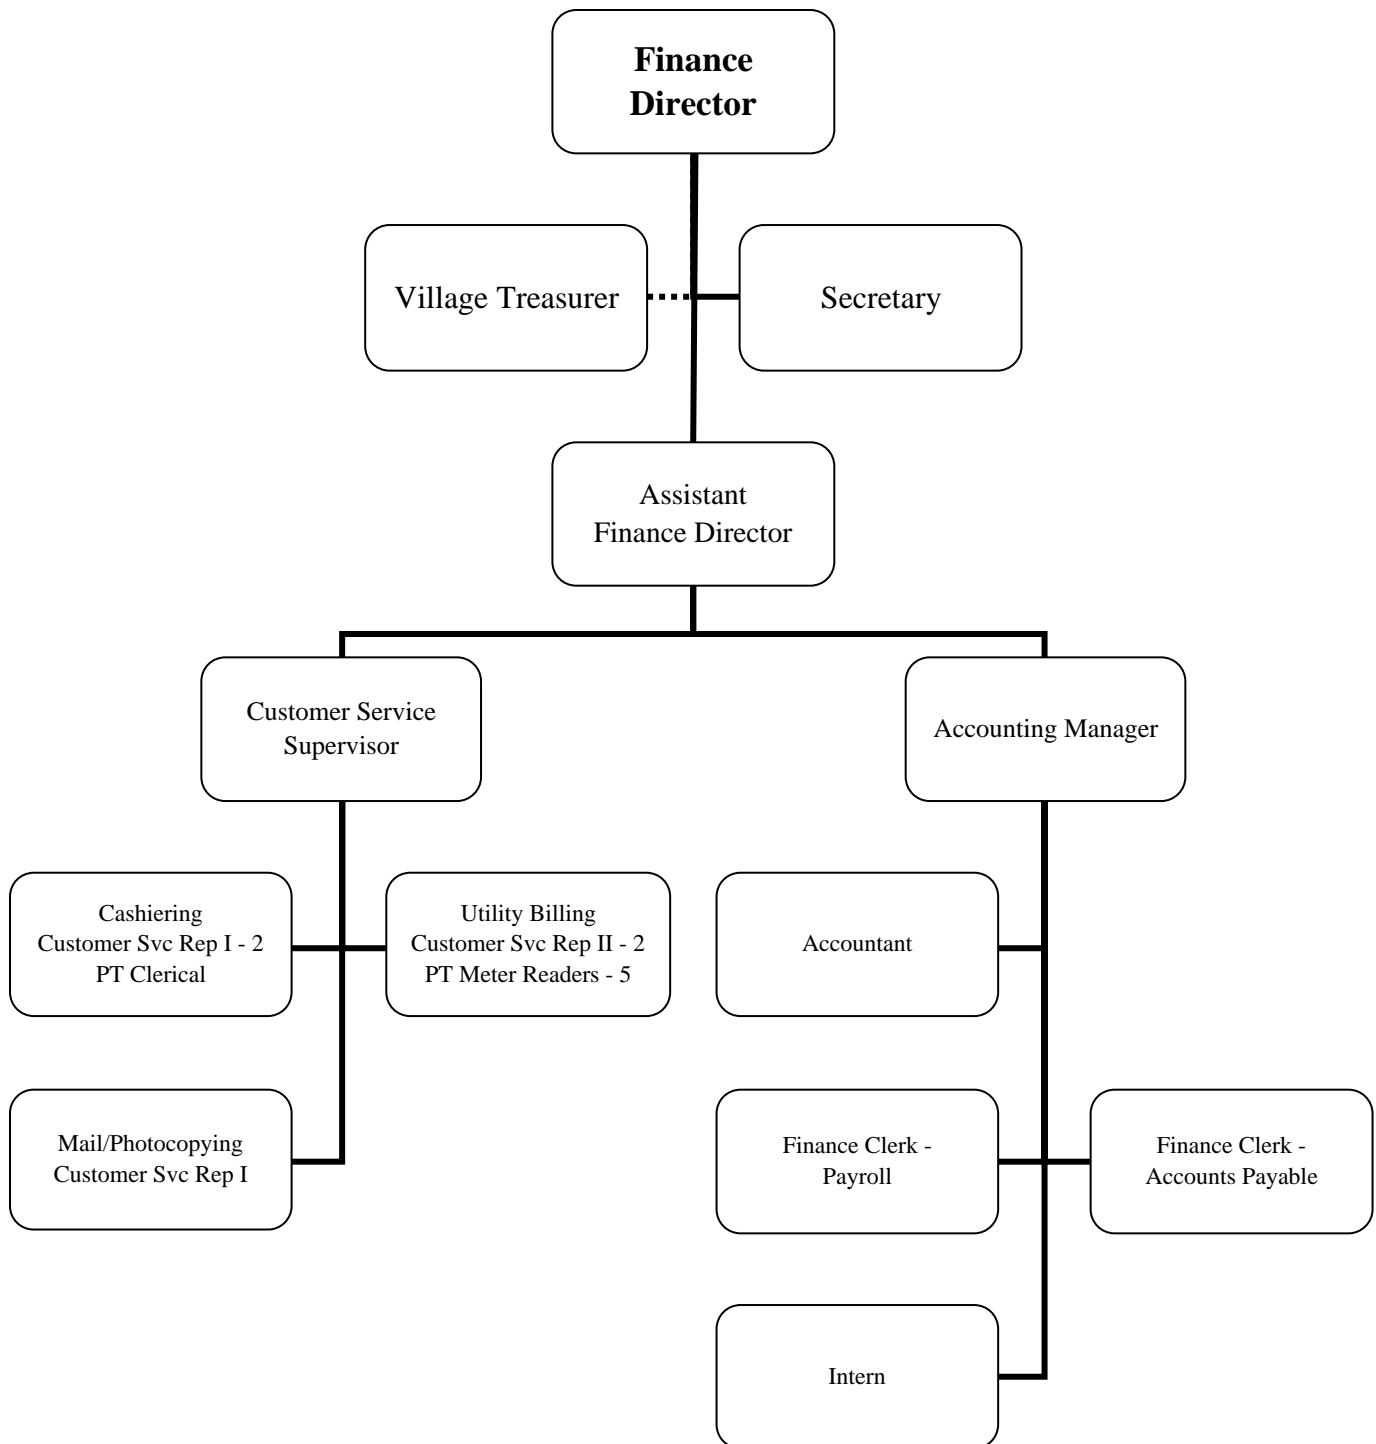 Finance
Director
Village Treasurer
Secretary
Assistant
Finance Director
Customer Service
Supervisor
Accounting Manager
Cashiering
Customer Svc Rep I - 2
PT Clerical
Utility Billing
Customer Svc Rep II - 2
PT Meter Readers - 5
Accountant
Mail/Photocopying
Customer Svc Rep I
Finance Clerk -
Payroll
Finance Clerk -
Accounts Payable
Intern